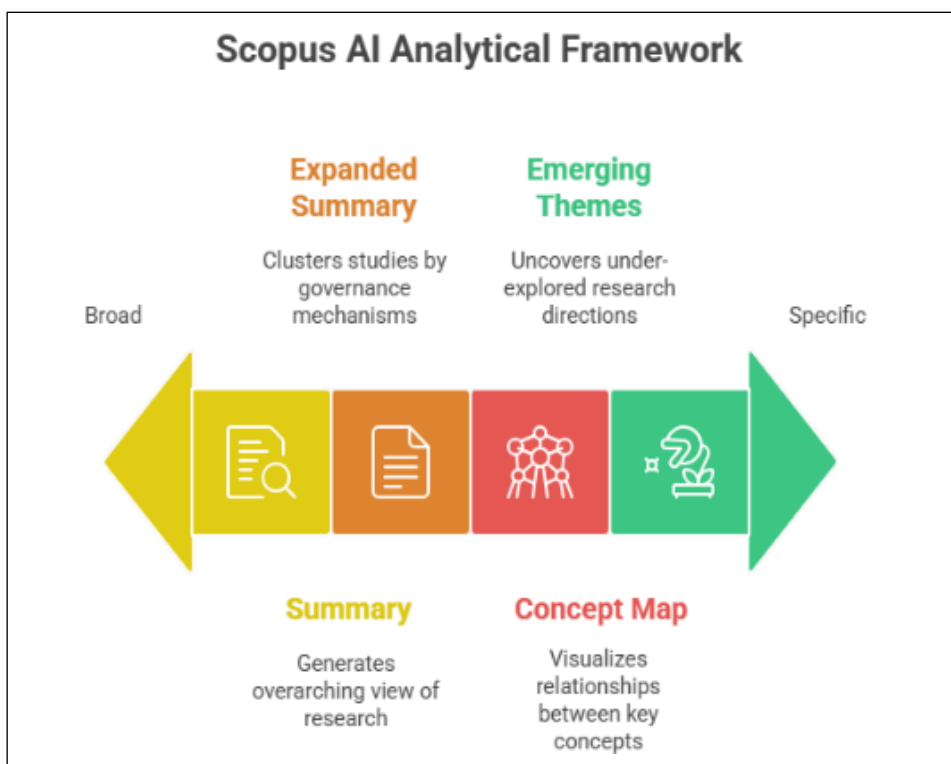 Scopus AI Analytical Framework
Expanded
Summary
Clusters studies by
governance
mechanisms
Emerging
Themes
Uncovers under-
explored research
directions
Broad
Specific
Summary
Generates
overarching view of
research
Concept Map
Visualizes
relationships
between key
concepts